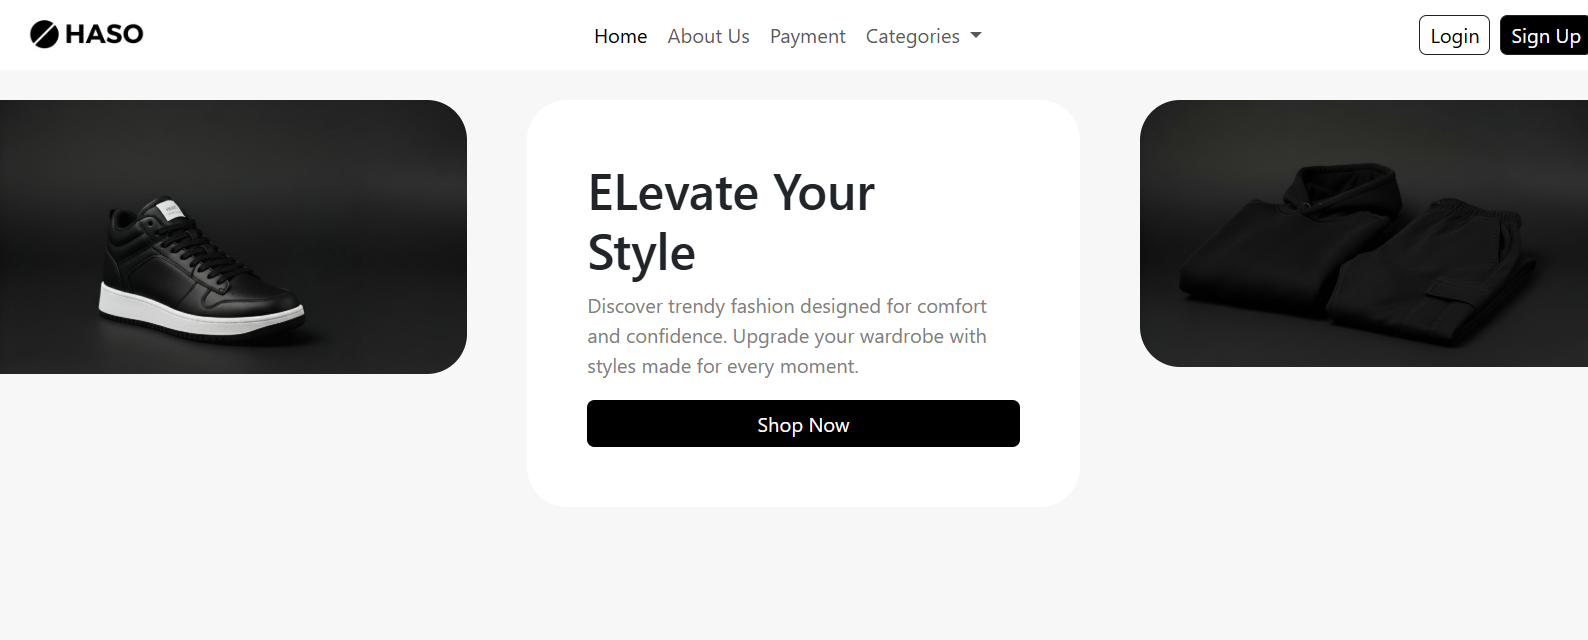 HASO
Home About Us Payment Categories
Login Sign Up
ELevate Your
Style
Discover trendy fashion designed for comfort
and confidence. Upgrade your wardrobe with
styles made for every moment.
Shop Now